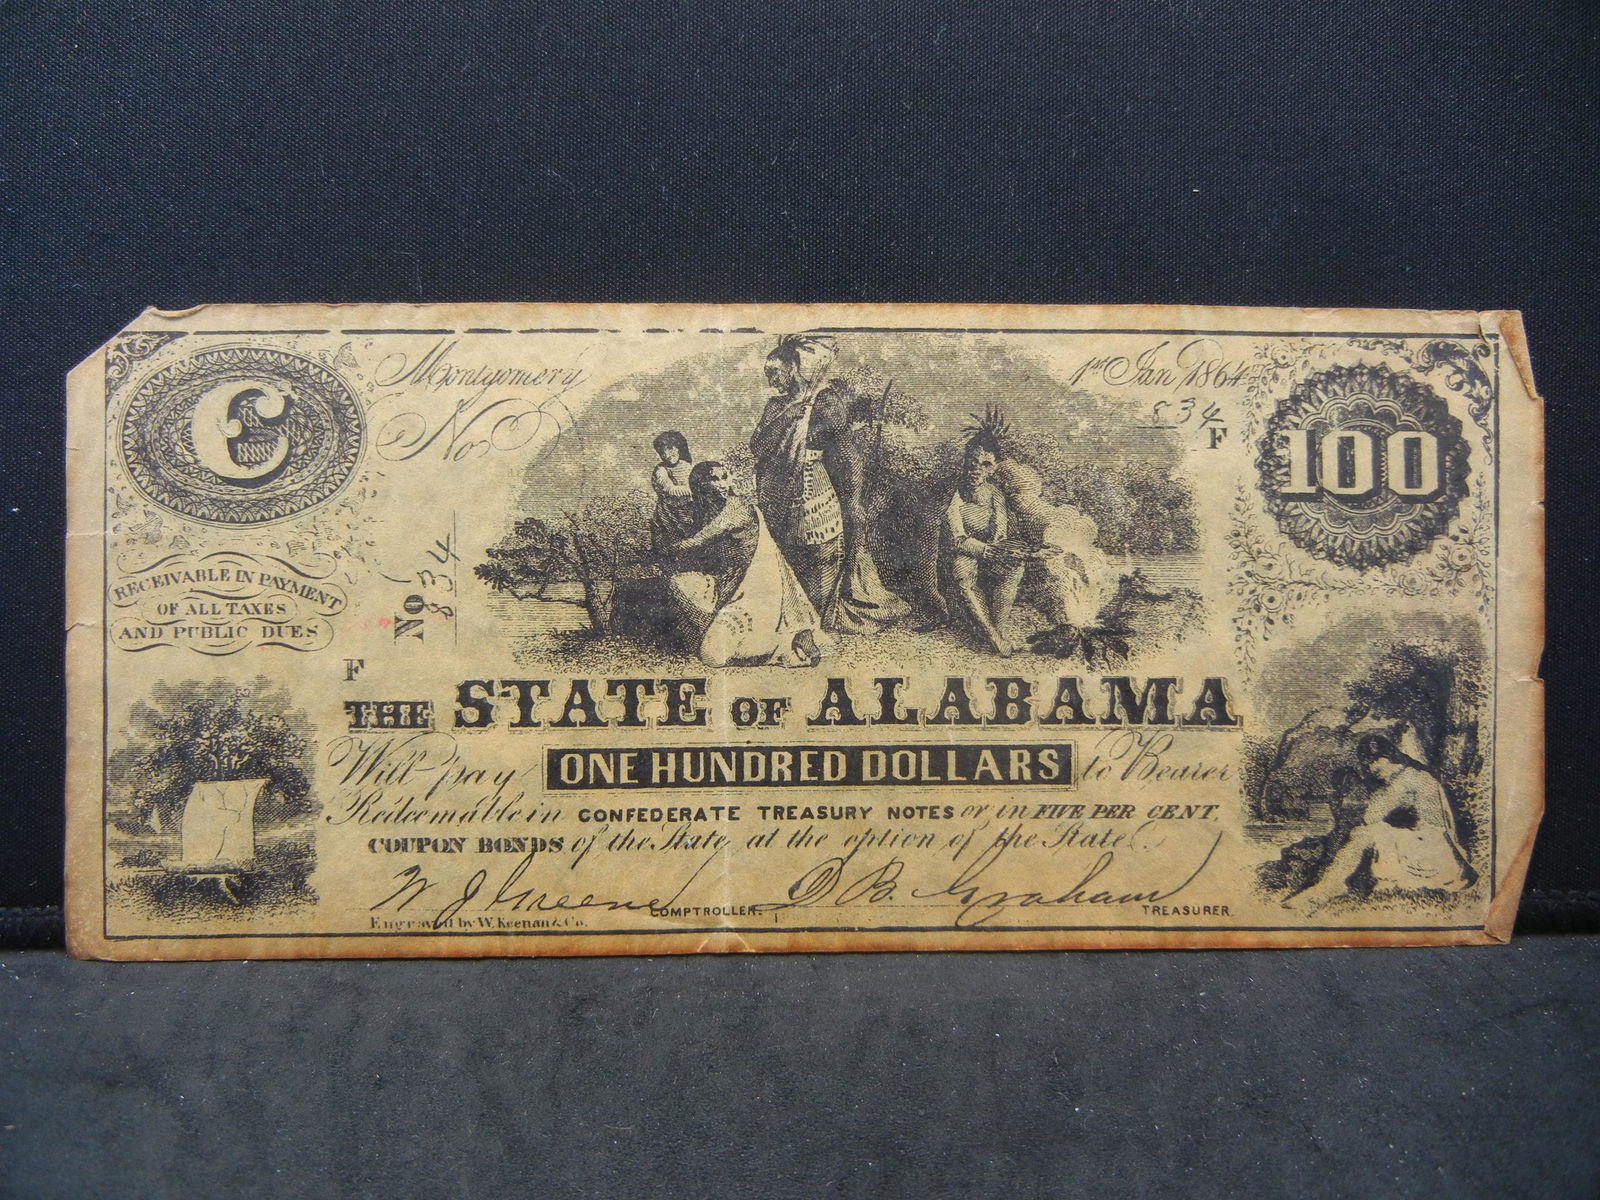 C
Montgomery
1st Jan 1864
No
834
F
100
RECEIVABLE IN PAYMENT
OF ALL TAXES
AND PUBLIC DUES
No 834
F
THE STATE OF ALABAMA
Will pay ONE HUNDRED DOLLARS to Bearer
Redeemable in CONFEDERATE TREASURY NOTES or in FIVE PER CENT,
COUPON BONDS of the State at the option of the State
W J Greene COMPTROLLER. D B. Graham TREASURER.
Engraved by W. Keenan & Co.